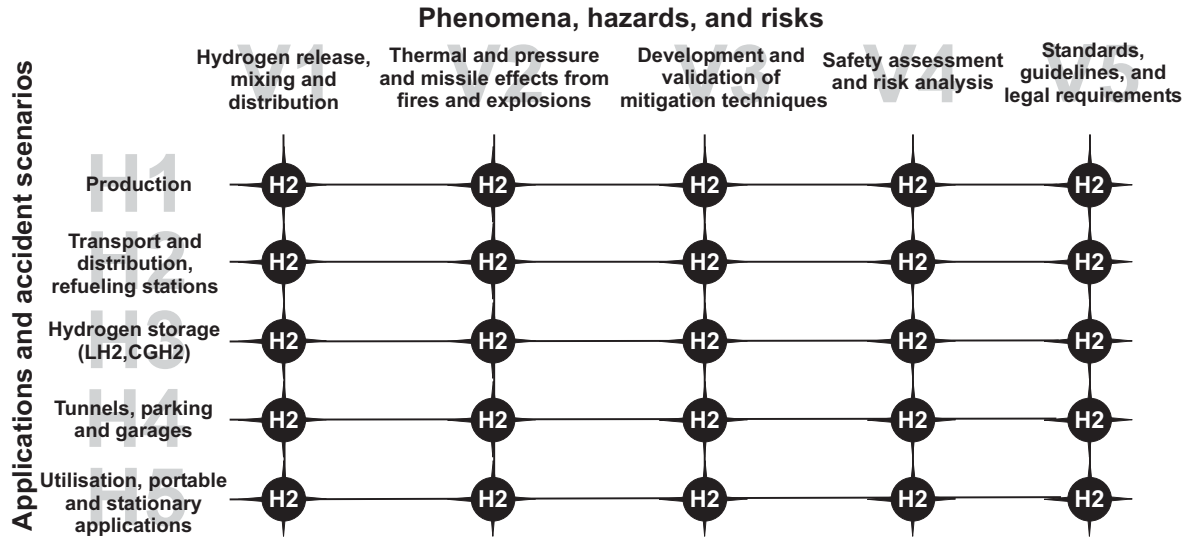 Phenomena, hazards, and risks
Applications and accident scenarios
V1
Hydrogen release,
mixing and
distribution
V2
Thermal and pressure
and missile effects from
fires and explosions
V3
Development and
validation of
mitigation techniques
V4
Safety assessment
and risk analysis
V5
Standards,
guidelines, and
legal requirements
H1
Production
H2 H2 H2 H2 H2
H2
Transport and
distribution,
refueling stations
H2 H2 H2 H2 H2
H3
Hydrogen storage
(LH2,CGH2)
H2 H2 H2 H2 H2
H4
Tunnels, parking
and garages
H2 H2 H2 H2 H2
H5
Utilisation, portable
and stationary
applications
H2 H2 H2 H2 H2